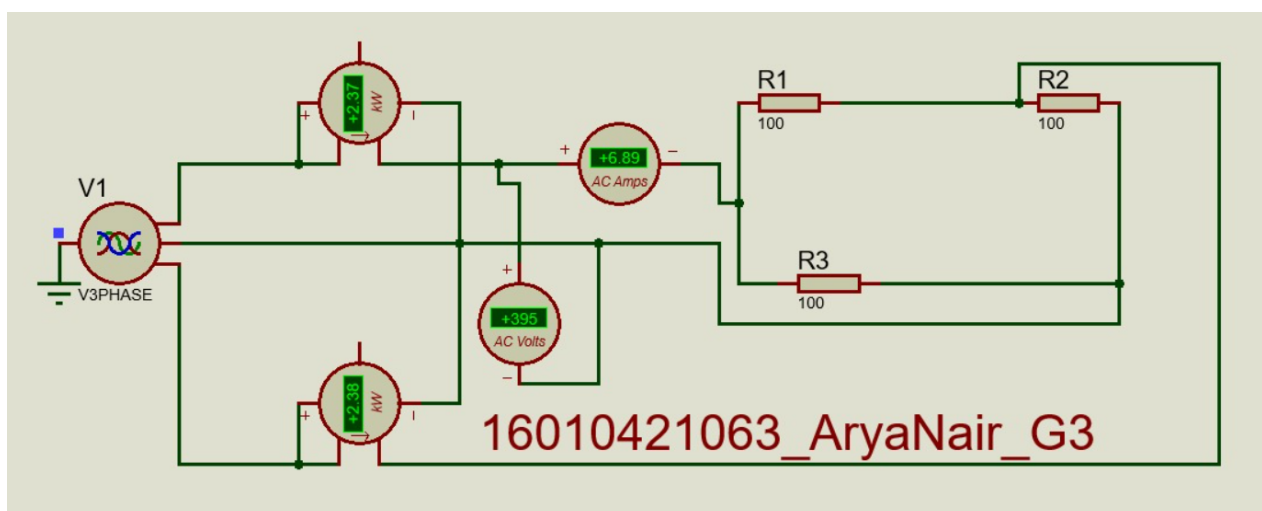 V1
V3PHASE
+2.37
kW
+
-
+2.38
kW
+
-
+
+6.89
AC Amps
-
+
+395
AC Volts
-
R1
100
R2
100
R3
100
16010421063_AryaNair_G3